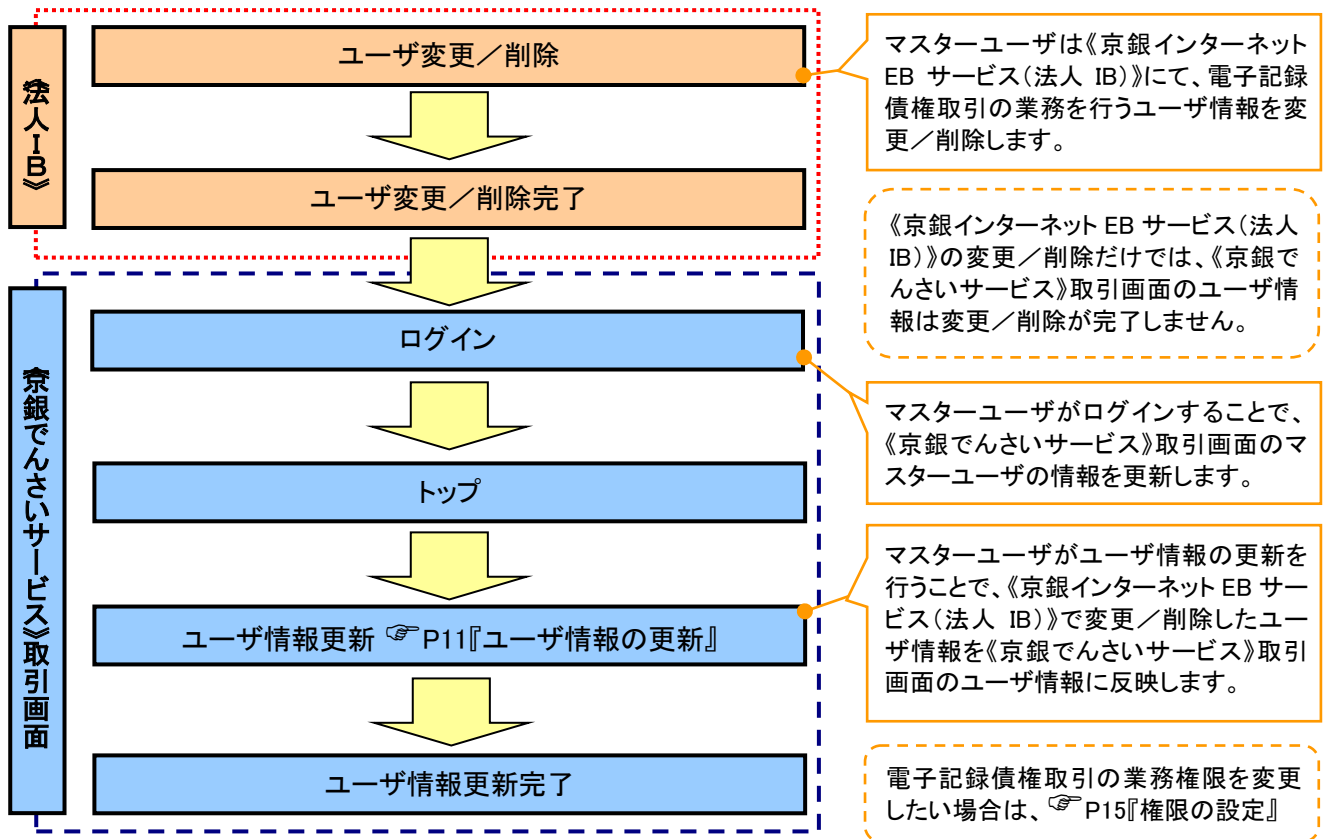 《法人ＩＢ》
ユーザ変更／削除
ユーザ変更／削除完了
マスターユーザは《京銀インターネット
EB サービス（法人 IB）》にて、電子記録
債権取引の業務を行うユーザ情報を変
更／削除します。
《京銀インターネット EB サービス（法人
IB）》の変更／削除だけでは、《京銀で
んさいサービス》取引画面のユーザ情
報は変更／削除が完了しません。
《京銀でんさいサービス》取引画面
ログイン
トップ
ユーザ情報更新 ☞P11『ユーザ情報の更新』
ユーザ情報更新完了
マスターユーザがログインすることで、
《京銀でんさいサービス》取引画面のマ
スターユーザの情報を更新します。
マスターユーザがユーザ情報の更新を
行うことで、《京銀インターネット EB サー
ビス（法人 IB）》で変更／削除したユー
ザ情報を《京銀でんさいサービス》取引
画面のユーザ情報に反映します。
電子記録債権取引の業務権限を変更
したい場合は、☞P15『権限の設定』